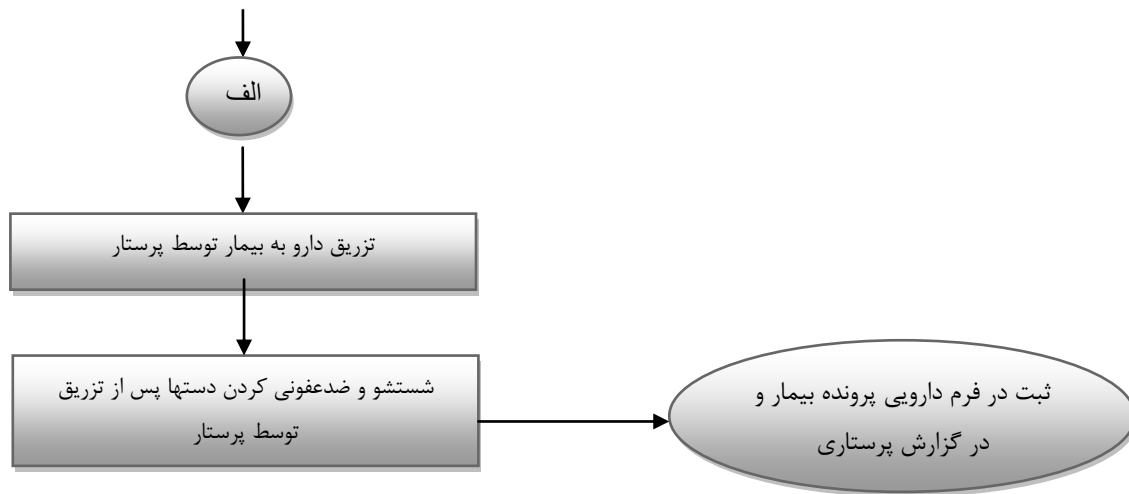 الف
تزریق دارو به بیمار توسط پرستار
شستشو و ضدعفونی کردن دستها پس از تزریق
توسط پرستار
ثبت در فرم دارویی پرونده بیمار و
در گزارش پرستاری